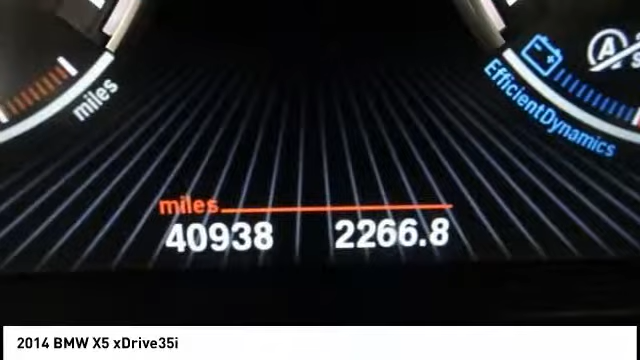 miles
EfficientDynamics
miles
40938 2266.8
2014 BMW X5 xDrive35i